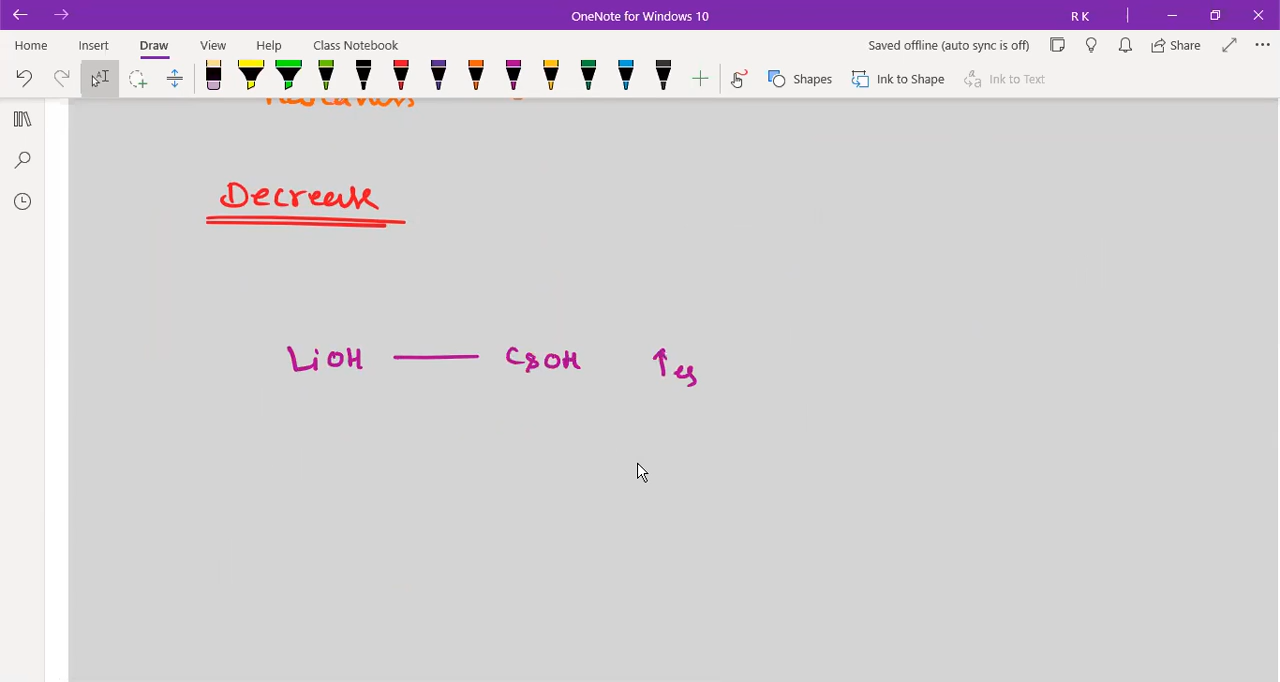 OneNote for Windows 10
R K
Home Insert Draw View Help Class Notebook
Saved offline (auto sync is off)
Share
Shapes
Ink to Shape
Ink to Text
Decrease
LiOH —— CsOH ↑es